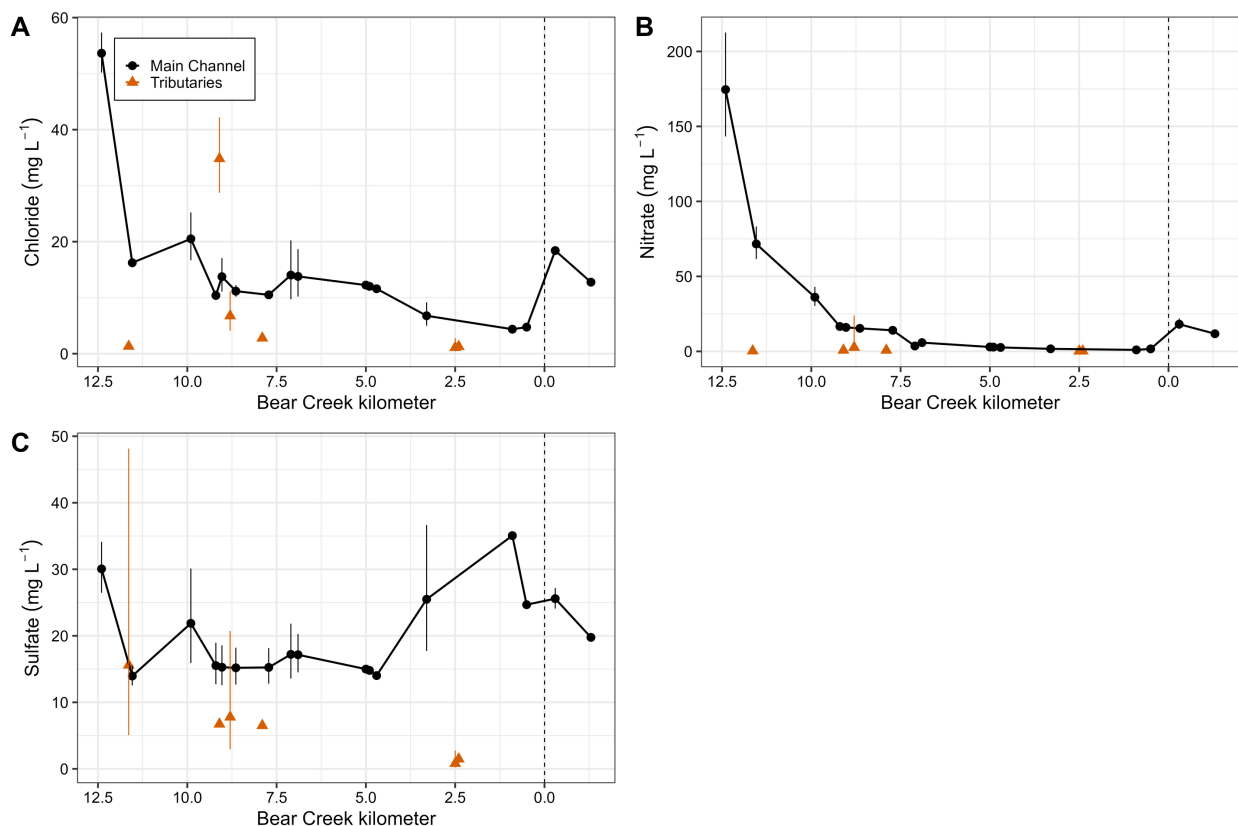 A
60
40
20
0
Chloride (mg L⁻¹)
Main Channel
Tributaries
12.5 10.0 7.5 5.0 2.5 0.0
Bear Creek kilometer
B
200
150
100
50
0
Nitrate (mg L⁻¹)
12.5 10.0 7.5 5.0 2.5 0.0
Bear Creek kilometer
C
50
40
30
20
10
0
Sulfate (mg L⁻¹)
12.5 10.0 7.5 5.0 2.5 0.0
Bear Creek kilometer